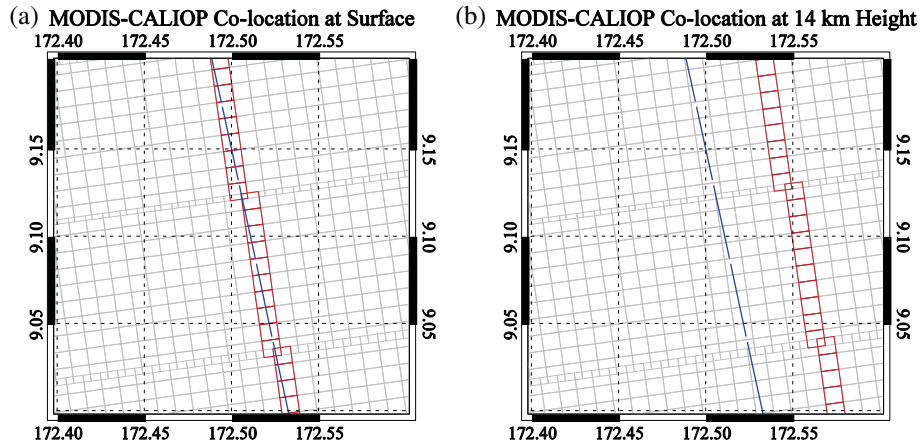 (a) MODIS-CALIOP Co-location at Surface
172.40 172.45 172.50 172.55
9.15 9.15
9.10 9.10
9.05 9.05
172.40 172.45 172.50 172.55
(b) MODIS-CALIOP Co-location at 14 km Height
172.40 172.45 172.50 172.55
9.15 9.15
9.10 9.10
9.05 9.05
172.40 172.45 172.50 172.55